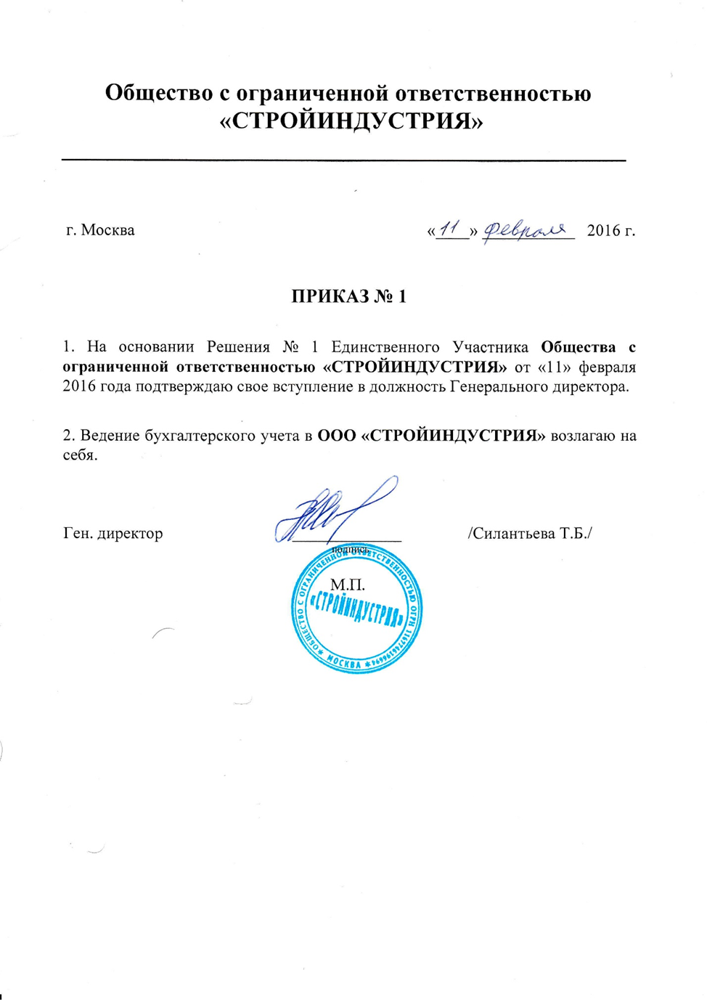 Общество с ограниченной ответственностью
«СТРОЙИНДУСТРИЯ»
г. Москва «11» февраля 2016 г.
ПРИКАЗ № 1
1. На основании Решения № 1 Единственного Участника Общества с
ограниченной ответственностью «СТРОЙИНДУСТРИЯ» от «11» февраля
2016 года подтверждаю свое вступление в должность Генерального директора.
2. Ведение бухгалтерского учета в ООО «СТРОЙИНДУСТРИЯ» возлагаю на
себя.
Ген. директор /Силантьева Т.Б./
подпись
М.П.
ОБЩЕСТВО С ОГРАНИЧЕННОЙ ОТВЕТСТВЕННОСТЬЮ ОГРН
«СТРОЙИНДУСТРИЯ»
* МОСКВА *